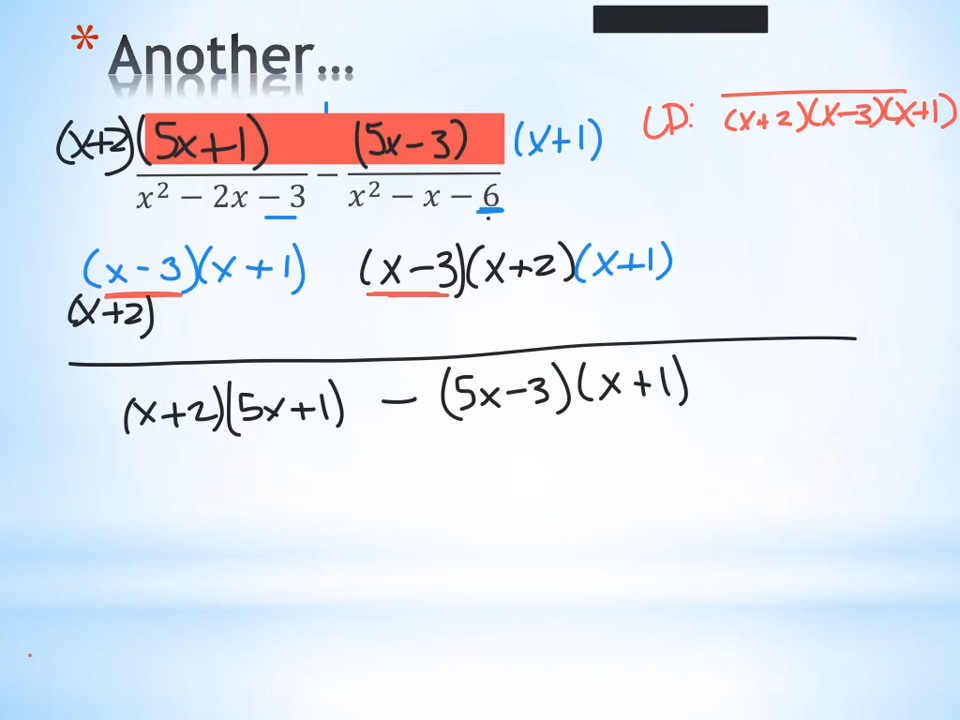 * Another…
(x+2)(5x+1) − (5x−3) (x+1)
x² − 2x − 3 x² − x − 6
CD: (x+2)(x−3)(x+1)
(x−3)(x+1) (x−3)(x+2)(x+1)
(x+2)
(x+2)(5x+1) − (5x−3)(x+1)